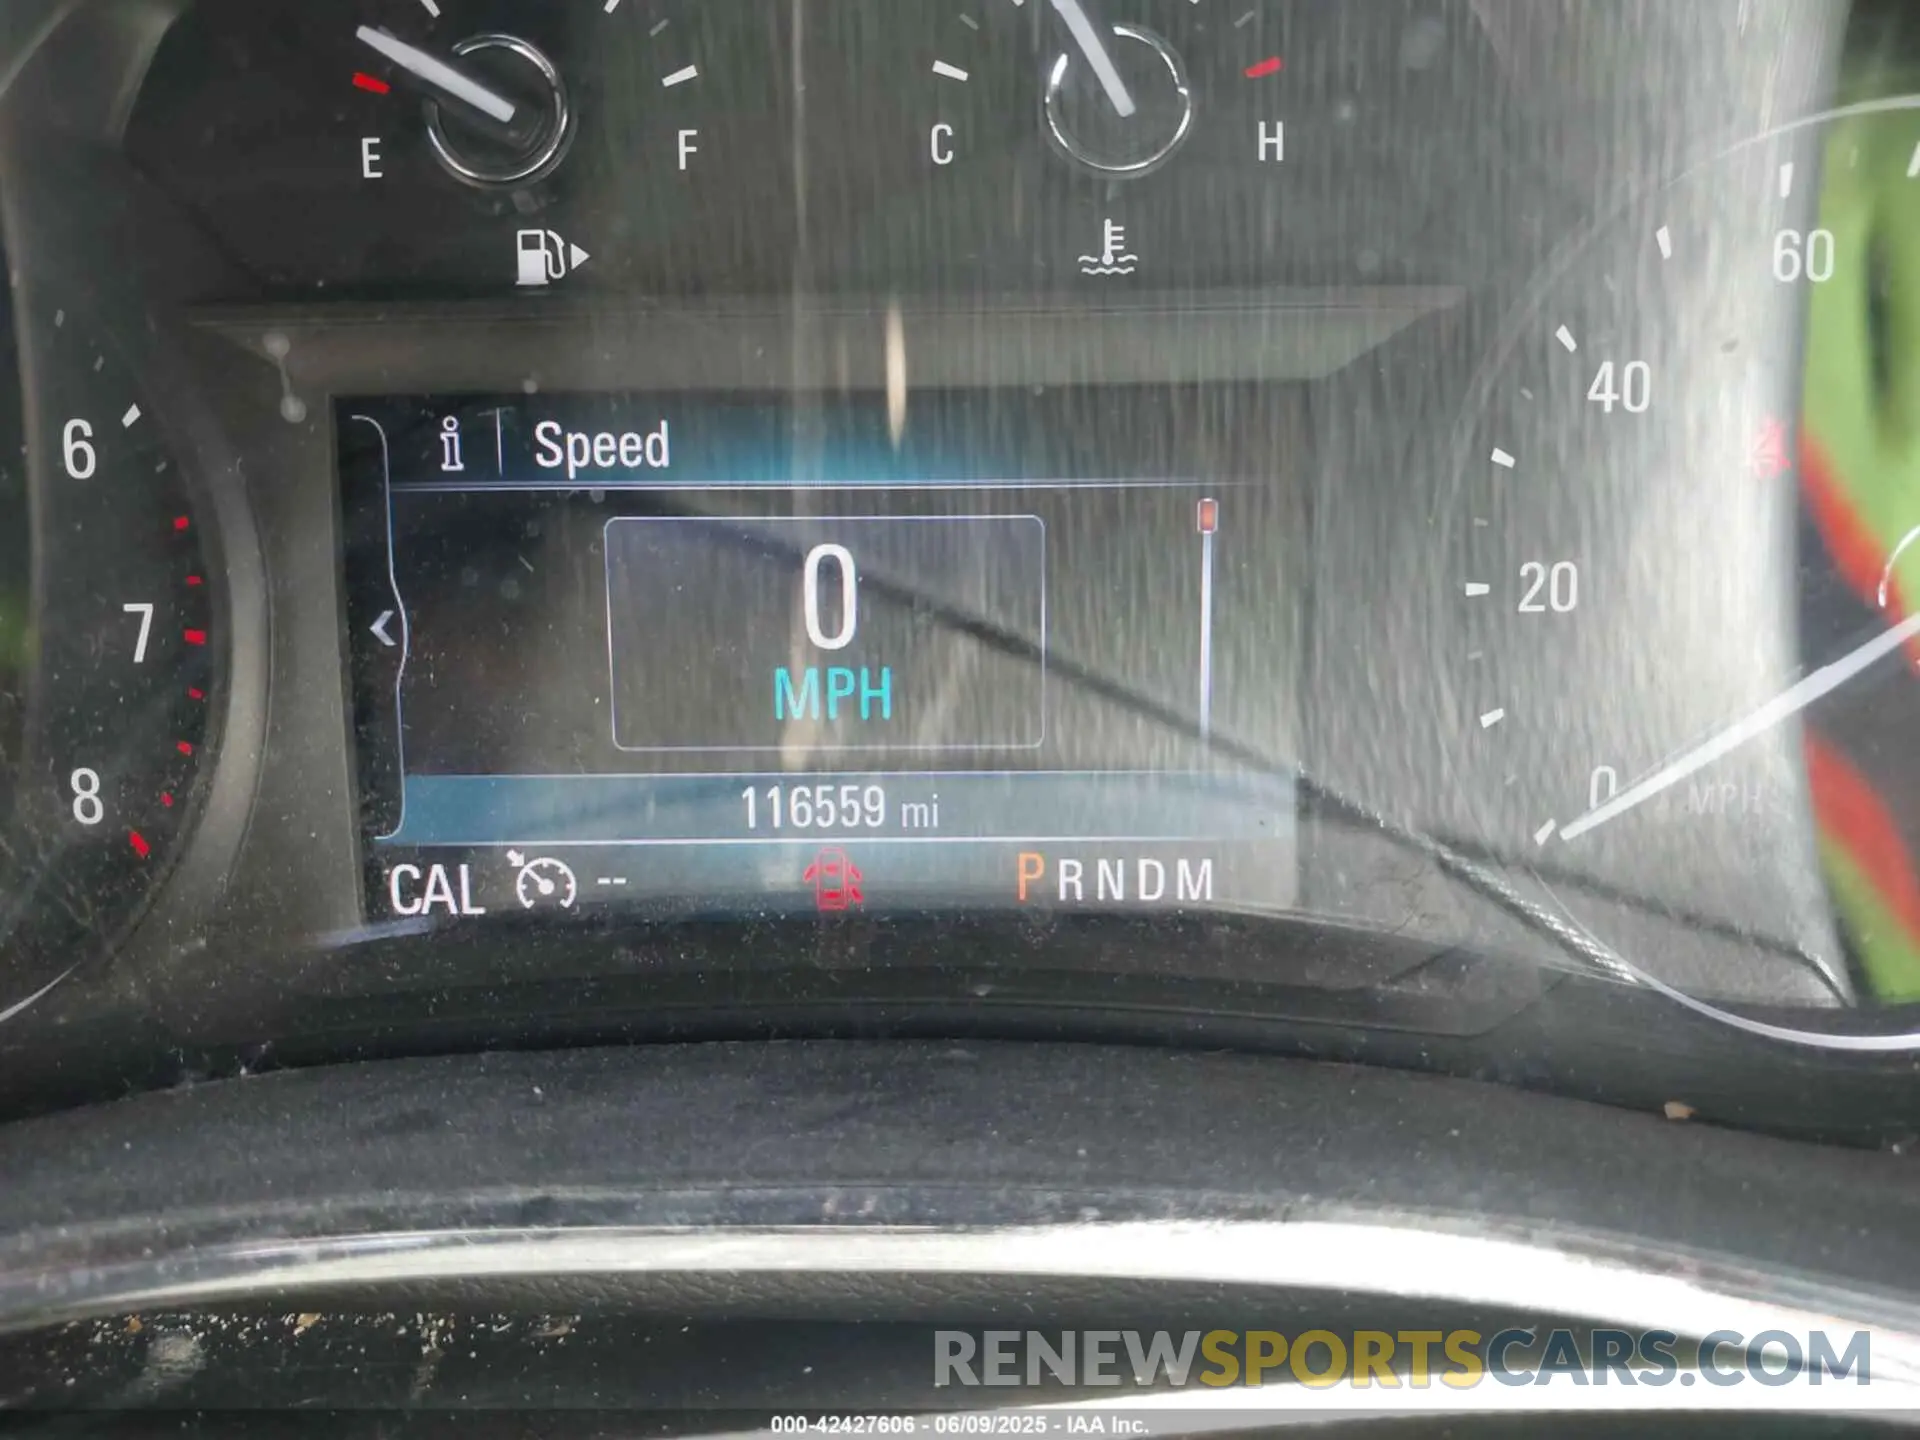 E F C H
60
40
20
0 MPH
6
7
8
Speed
0
MPH
116559 mi
CAL -- PRNDM
RENEWSPORTSCARS.COM
000-42427606 - 06/09/2025 - IAA Inc.